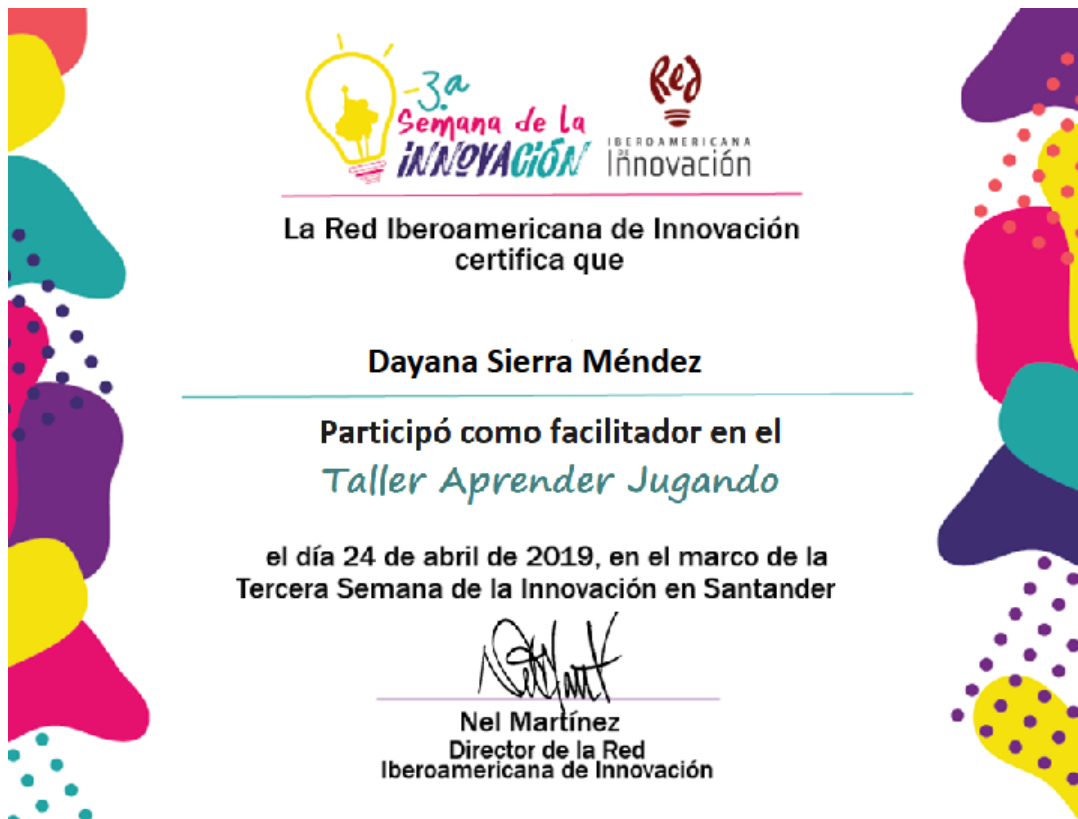 3.a
Semana de la
iNNOVACIÓN
Red
IBEROAMERICANA
DE
Innovación
La Red Iberoamericana de Innovación
certifica que
Dayana Sierra Méndez
Participó como facilitador en el
Taller Aprender Jugando
el día 24 de abril de 2019, en el marco de la
Tercera Semana de la Innovación en Santander
Nel Martínez
Director de la Red
Iberoamericana de Innovación